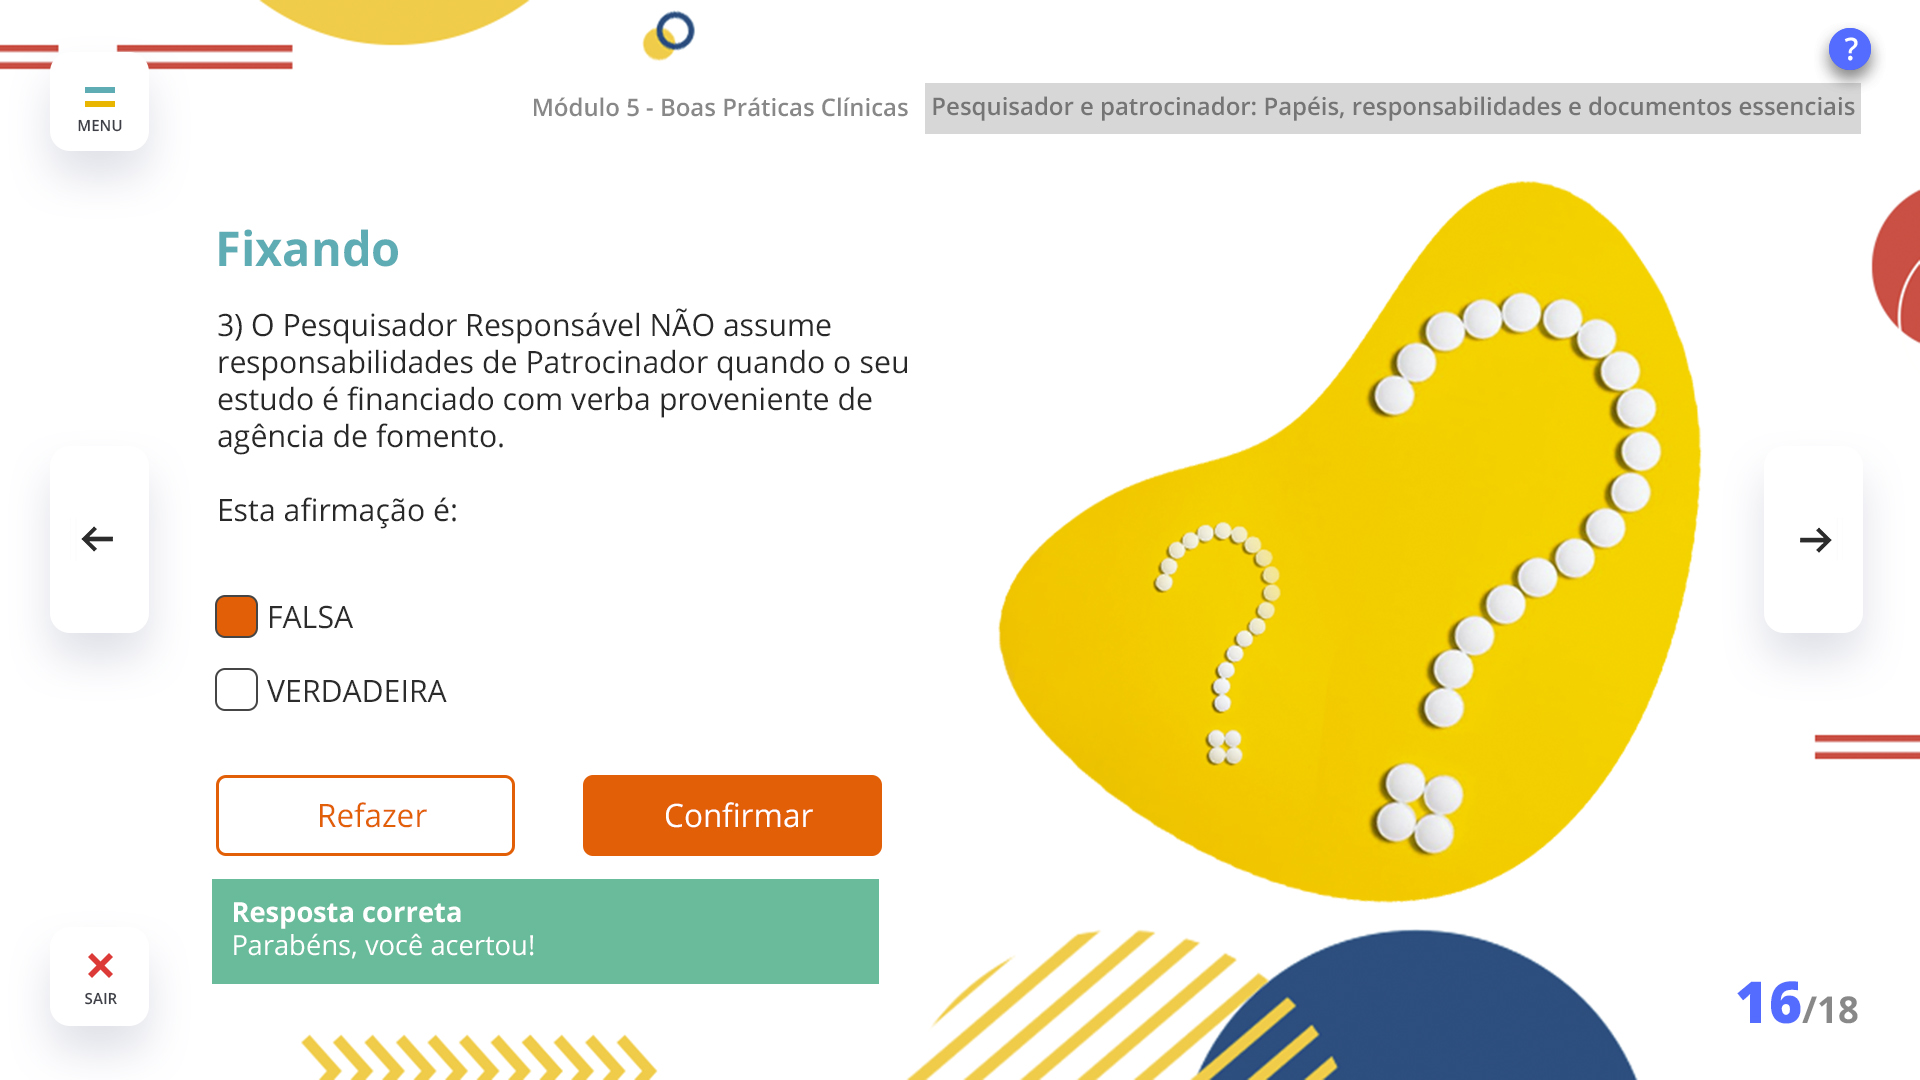 ?
MENU
Módulo 5 - Boas Práticas Clínicas
Pesquisador e patrocinador: Papéis, responsabilidades e documentos essenciais
Fixando
3) O Pesquisador Responsável NÃO assume
responsabilidades de Patrocinador quando o seu
estudo é financiado com verba proveniente de
agência de fomento.
Esta afirmação é:
FALSA
VERDADEIRA
Refazer
Confirmar
Resposta correta
Parabéns, você acertou!
SAIR
16/18